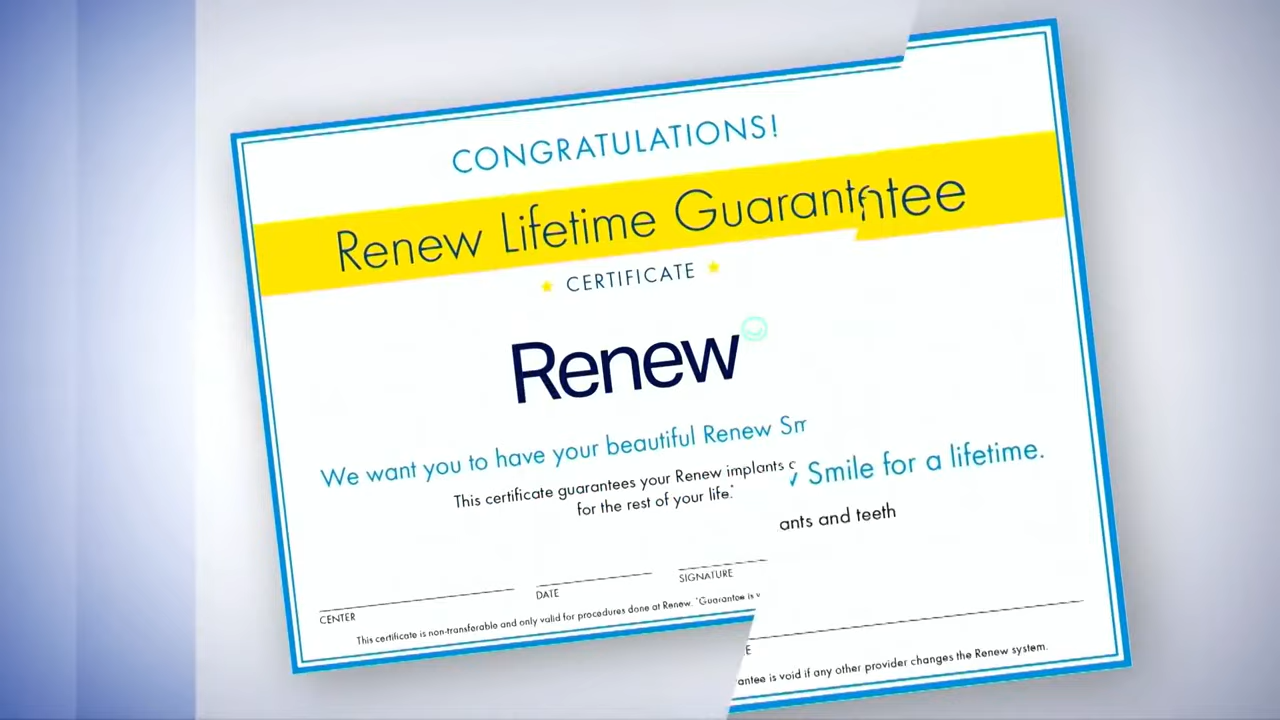 CONGRATULATIONS!
Renew Lifetime Guarantntee
CERTIFICATE
Renew
We want you to have your beautiful Renew Sm
Smile for a lifetime.
This certificate guarantees your Renew implants
ants and teeth
for the rest of your life.*
CENTER
DATE
SIGNATURE
E
This certificate is non-transferable and only valid for procedures done at Renew. *Guarantee is v
antee is void if any other provider changes the Renew system.